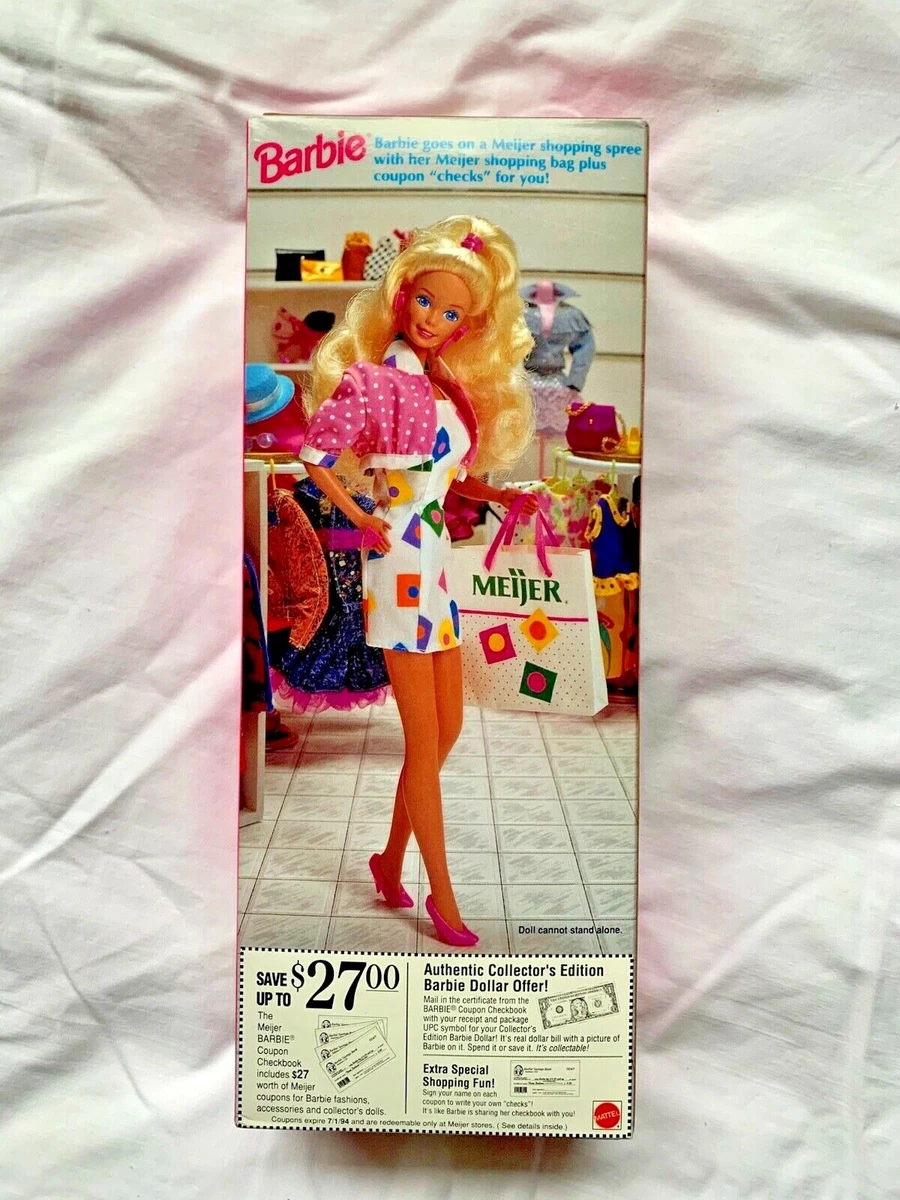 Barbie®
Barbie goes on a Meijer shopping spree
with her Meijer shopping bag plus
coupon "checks" for you!
MEIJER®
Doll cannot stand alone.
SAVE
UP TO
$27.00
The
Meijer
BARBIE®
Coupon
Checkbook
includes $27
worth of Meijer
coupons for Barbie fashions,
accessories and collector's dolls.
Authentic Collector's Edition
Barbie Dollar Offer!
Mail in the certificate from the
BARBIE® Coupon Checkbook
with your receipt and package
UPC symbol for your Collector's
Edition Barbie Dollar! It's real dollar bill with a picture of
Barbie on it. Spend it or save it. It's collectable!
Extra Special
Shopping Fun!
Sign your name on each
coupon to write your own "checks"!
It's like Barbie is sharing her checkbook with you!
MATTEL
Coupons expire 7/1/94 and are redeemable only at Meijer stores. ( See details inside.)